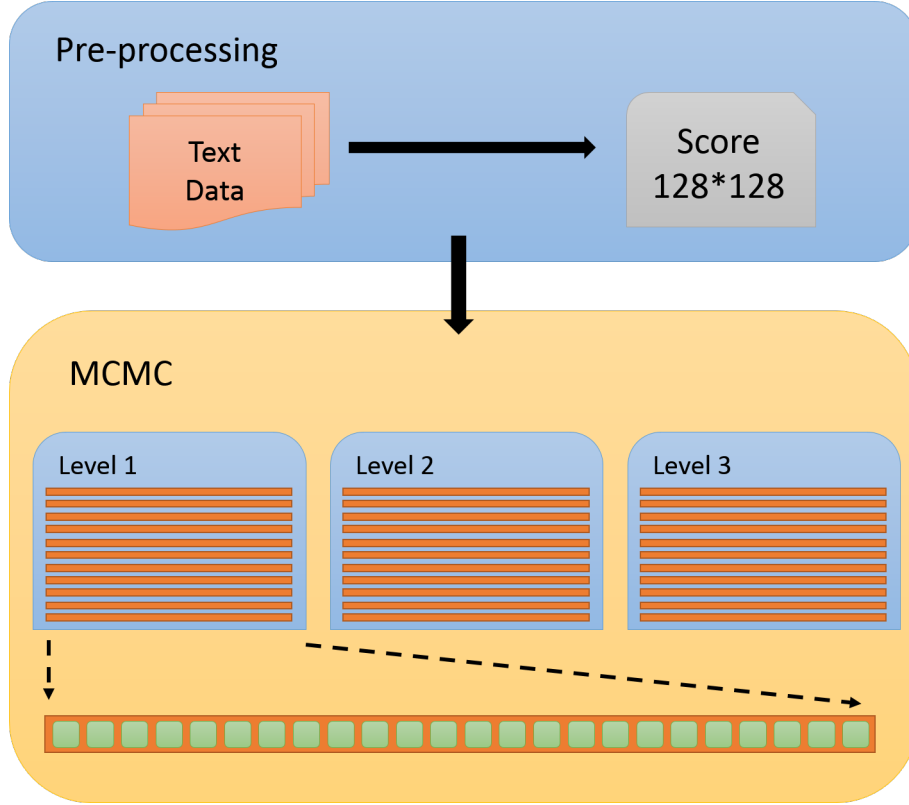 Pre-processing
Text
Data
Score
128*128
MCMC
Level 1
Level 2
Level 3